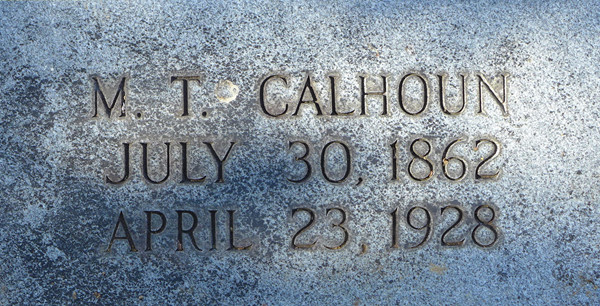 M. T. CALHOUN
JULY 30, 1862
APRIL 23, 1928